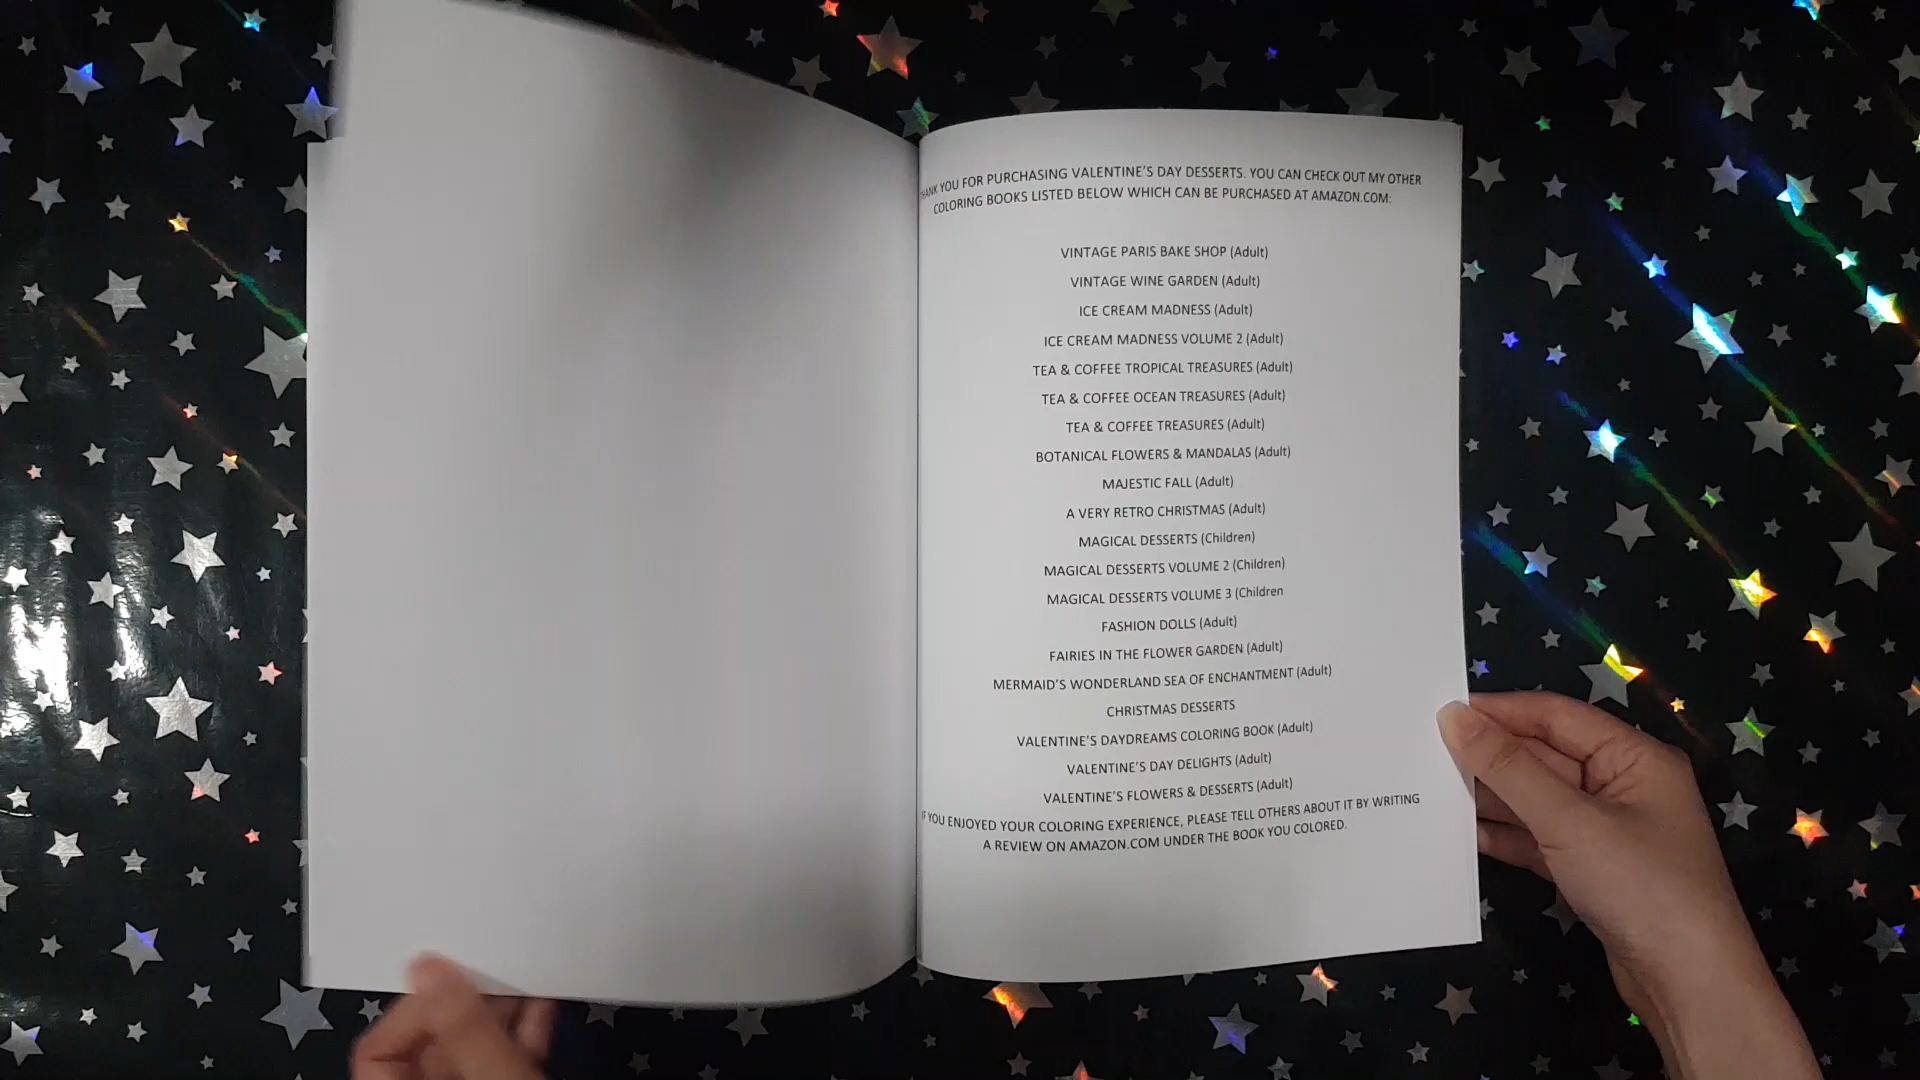 THANK YOU FOR PURCHASING VALENTINE'S DAY DESSERTS. YOU CAN CHECK OUT MY OTHER
COLORING BOOKS LISTED BELOW WHICH CAN BE PURCHASED AT AMAZON.COM:
VINTAGE PARIS BAKE SHOP (Adult)
VINTAGE WINE GARDEN (Adult)
ICE CREAM MADNESS (Adult)
ICE CREAM MADNESS VOLUME 2 (Adult)
TEA & COFFEE TROPICAL TREASURES (Adult)
TEA & COFFEE OCEAN TREASURES (Adult)
TEA & COFFEE TREASURES (Adult)
BOTANICAL FLOWERS & MANDALAS (Adult)
MAJESTIC FALL (Adult)
A VERY RETRO CHRISTMAS (Adult)
MAGICAL DESSERTS (Children)
MAGICAL DESSERTS VOLUME 2 (Children)
MAGICAL DESSERTS VOLUME 3 (Children
FASHION DOLLS (Adult)
FAIRIES IN THE FLOWER GARDEN (Adult)
MERMAID'S WONDERLAND SEA OF ENCHANTMENT (Adult)
CHRISTMAS DESSERTS
VALENTINE'S DAYDREAMS COLORING BOOK (Adult)
VALENTINE'S DAY DELIGHTS (Adult)
VALENTINE'S FLOWERS & DESSERTS (Adult)
IF YOU ENJOYED YOUR COLORING EXPERIENCE, PLEASE TELL OTHERS ABOUT IT BY WRITING
A REVIEW ON AMAZON.COM UNDER THE BOOK YOU COLORED.